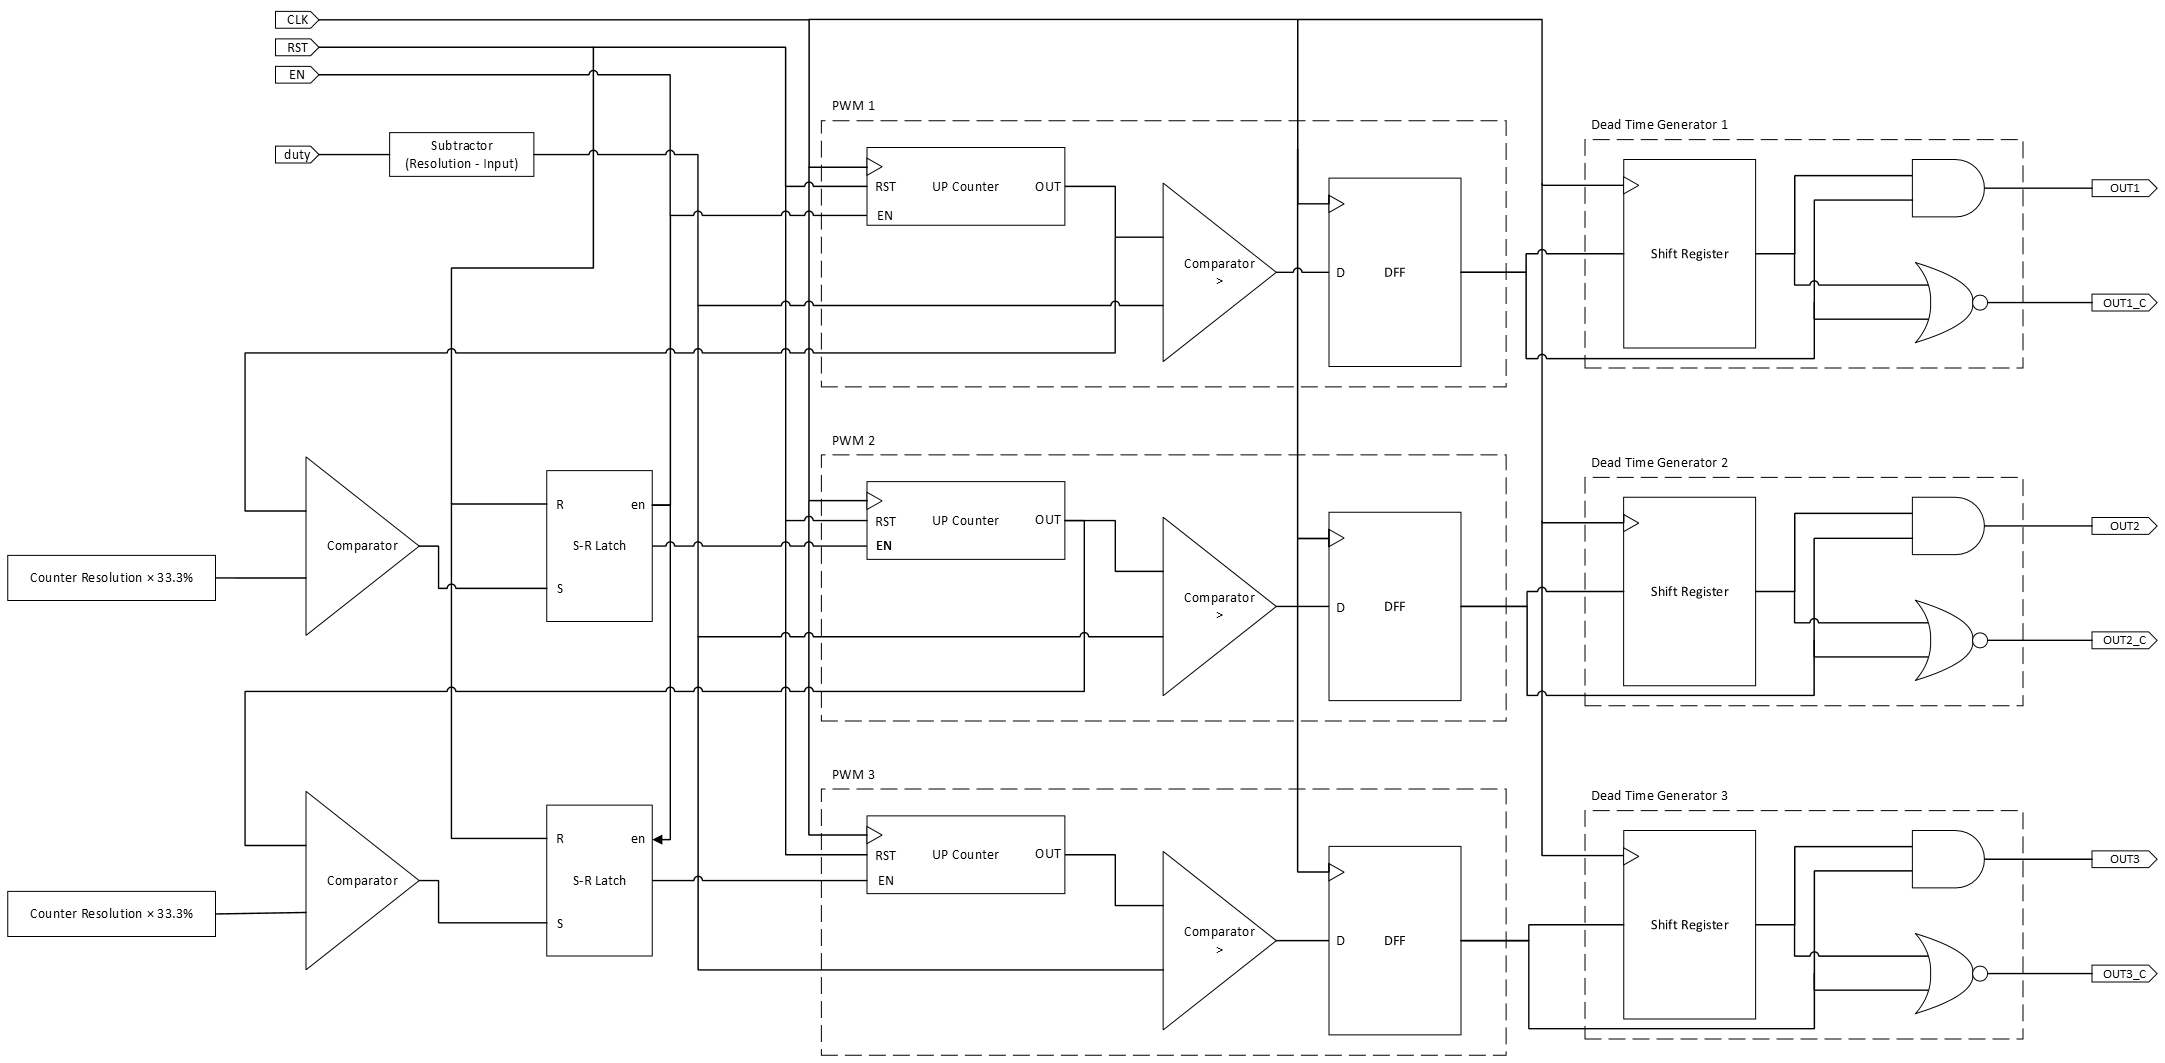 CLK
RST
EN
duty
Subtractor
(Resolution - Input)
PWM 1
RST
EN
UP Counter
OUT
Comparator
>
D
DFF
Dead Time Generator 1
Shift Register
OUT1
OUT1_C
Counter Resolution × 33.3%
Comparator
R
S
en
S-R Latch
PWM 2
RST
EN
UP Counter
OUT
Comparator
>
D
DFF
Dead Time Generator 2
Shift Register
OUT2
OUT2_C
Counter Resolution × 33.3%
Comparator
R
S
en
S-R Latch
PWM 3
RST
EN
UP Counter
OUT
Comparator
>
D
DFF
Dead Time Generator 3
Shift Register
OUT3
OUT3_C